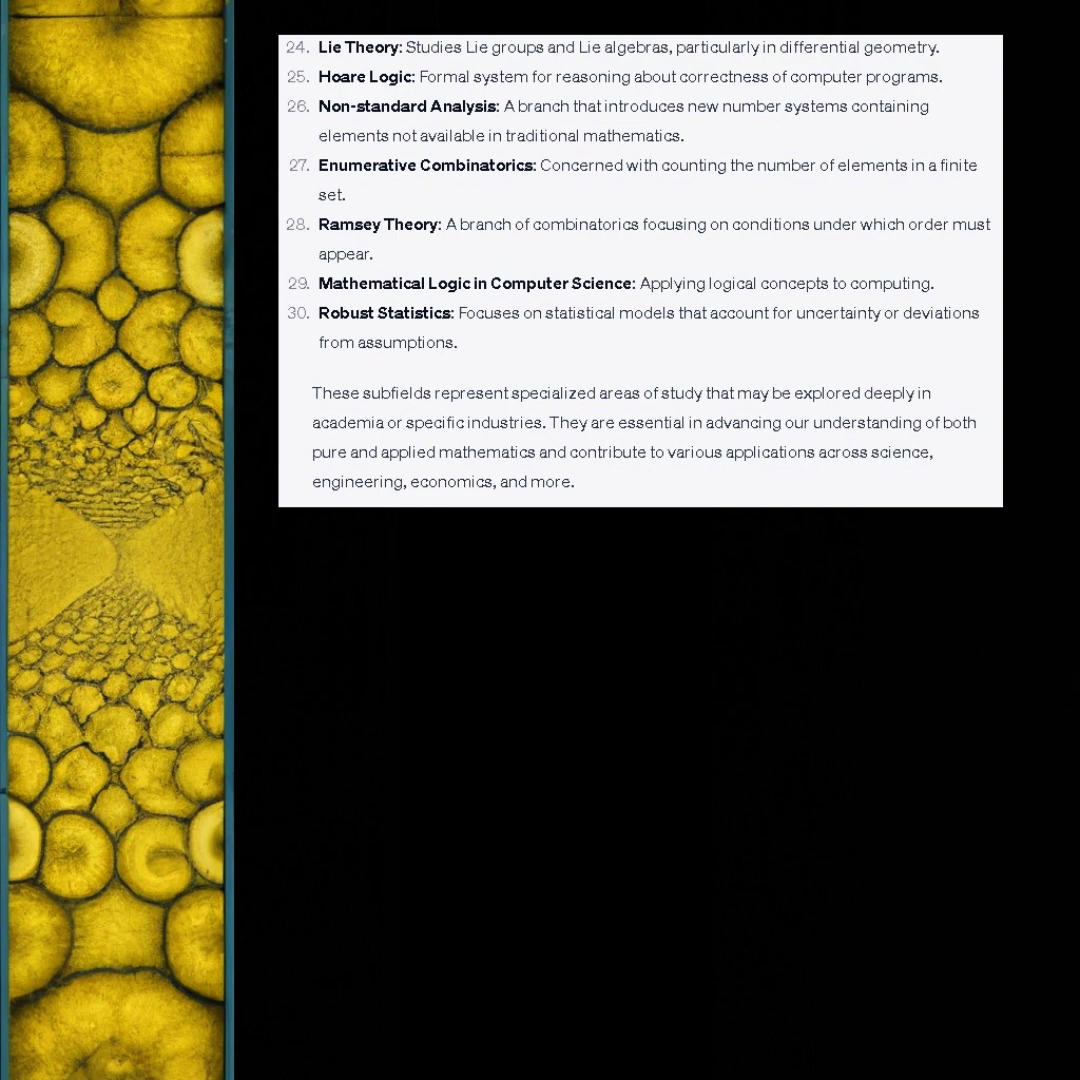 24. Lie Theory: Studies Lie groups and Lie algebras, particularly in differential geometry.
25. Hoare Logic: Formal system for reasoning about correctness of computer programs.
26. Non-standard Analysis: A branch that introduces new number systems containing
elements not available in traditional mathematics.
27. Enumerative Combinatorics: Concerned with counting the number of elements in a finite
set.
28. Ramsey Theory: A branch of combinatorics focusing on conditions under which order must
appear.
29. Mathematical Logic in Computer Science: Applying logical concepts to computing.
30. Robust Statistics: Focuses on statistical models that account for uncertainty or deviations
from assumptions.
These subfields represent specialized areas of study that may be explored deeply in
academia or specific industries. They are essential in advancing our understanding of both
pure and applied mathematics and contribute to various applications across science,
engineering, economics, and more.